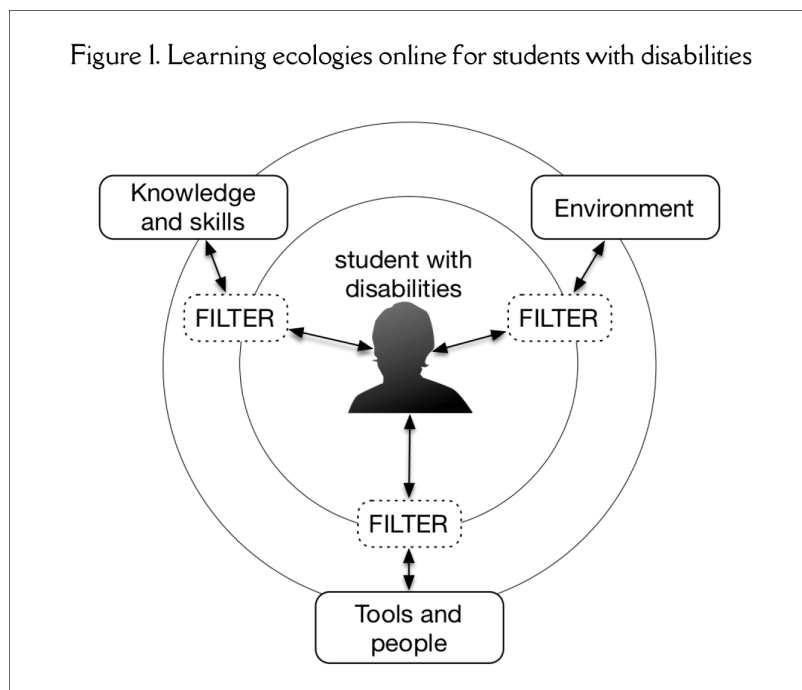 Figure 1. Learning ecologies online for students with disabilities
Knowledge
and skills
Environment
student with
disabilities
FILTER
FILTER
FILTER
Tools and
people